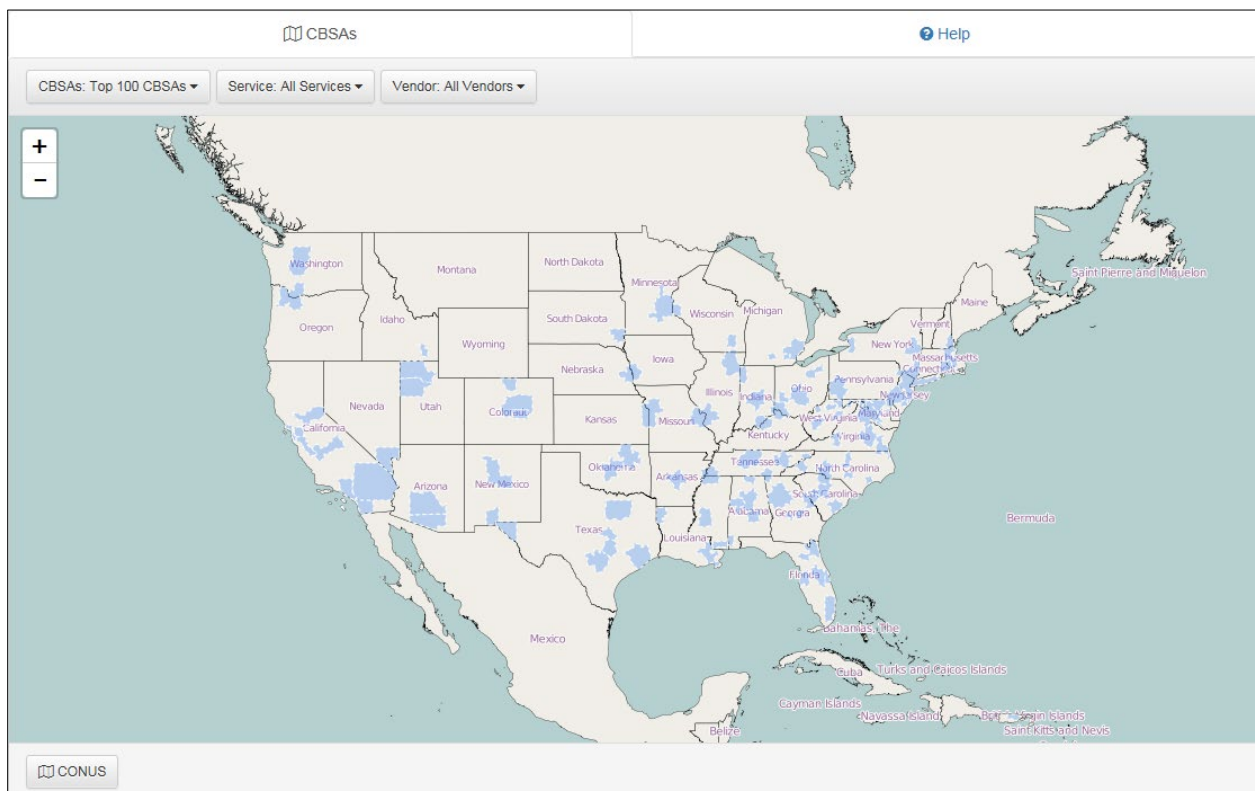 CBSAs
Help
CBSAs: Top 100 CBSAs
Service: All Services
Vendor: All Vendors
+
−
Washington
Montana
North Dakota
Minnesota
Saint Pierre and Miquelon
Maine
Oregon
Idaho
South Dakota
Wisconsin
Michigan
Vermont
Wyoming
New York
Massachusetts
Iowa
Connecticut
Nebraska
Pennsylvania
Nevada
Utah
Colorado
Illinois
Indiana
Ohio
New Jersey
Kansas
Missouri
West Virginia
Maryland
California
Kentucky
Virginia
Arizona
New Mexico
Oklahoma
Arkansas
Tennessee
North Carolina
South Carolina
Alabama
Georgia
Bermuda
Texas
Louisiana
Florida
Mexico
Bahamas, The
Cuba
Turks and Caicos Islands
Cayman Islands
Navassa Island
British Virgin Islands
Belize
Saint Kitts and Nevis
CONUS